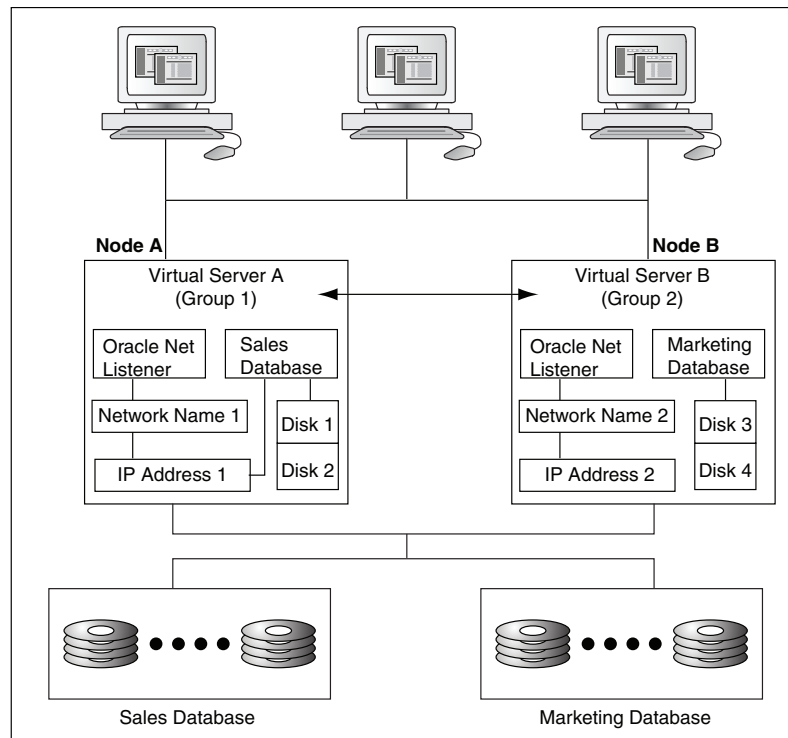 Node A
Node B
Virtual Server A
(Group 1)
Virtual Server B
(Group 2)
Oracle Net
Listener
Sales
Database
Network Name 1
Disk 1
IP Address 1
Disk 2
Oracle Net
Listener
Marketing
Database
Network Name 2
Disk 3
IP Address 2
Disk 4
Sales Database
Marketing Database